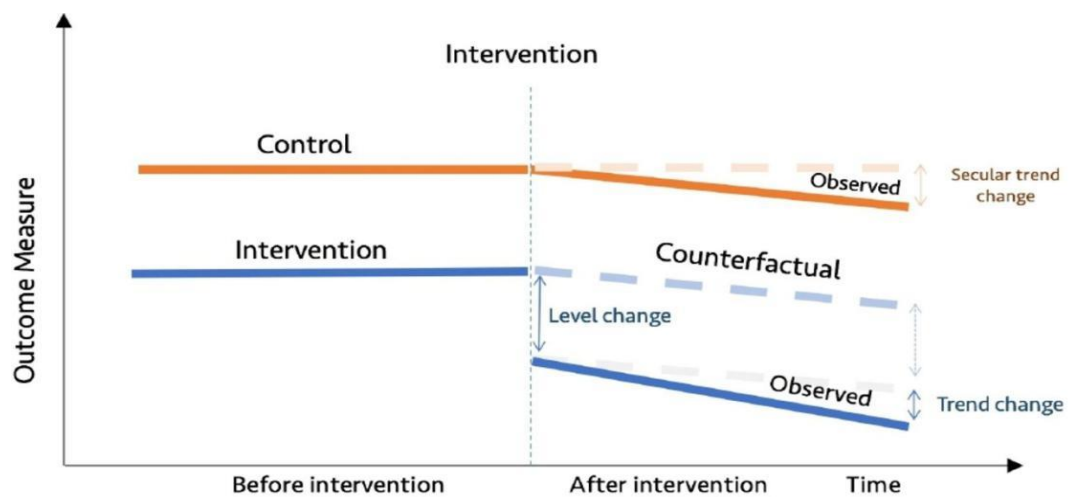 Intervention
Control
Observed
Secular trend
change
Outcome Measure
Intervention
Counterfactual
Level change
Observed
Trend change
Before intervention
After intervention
Time